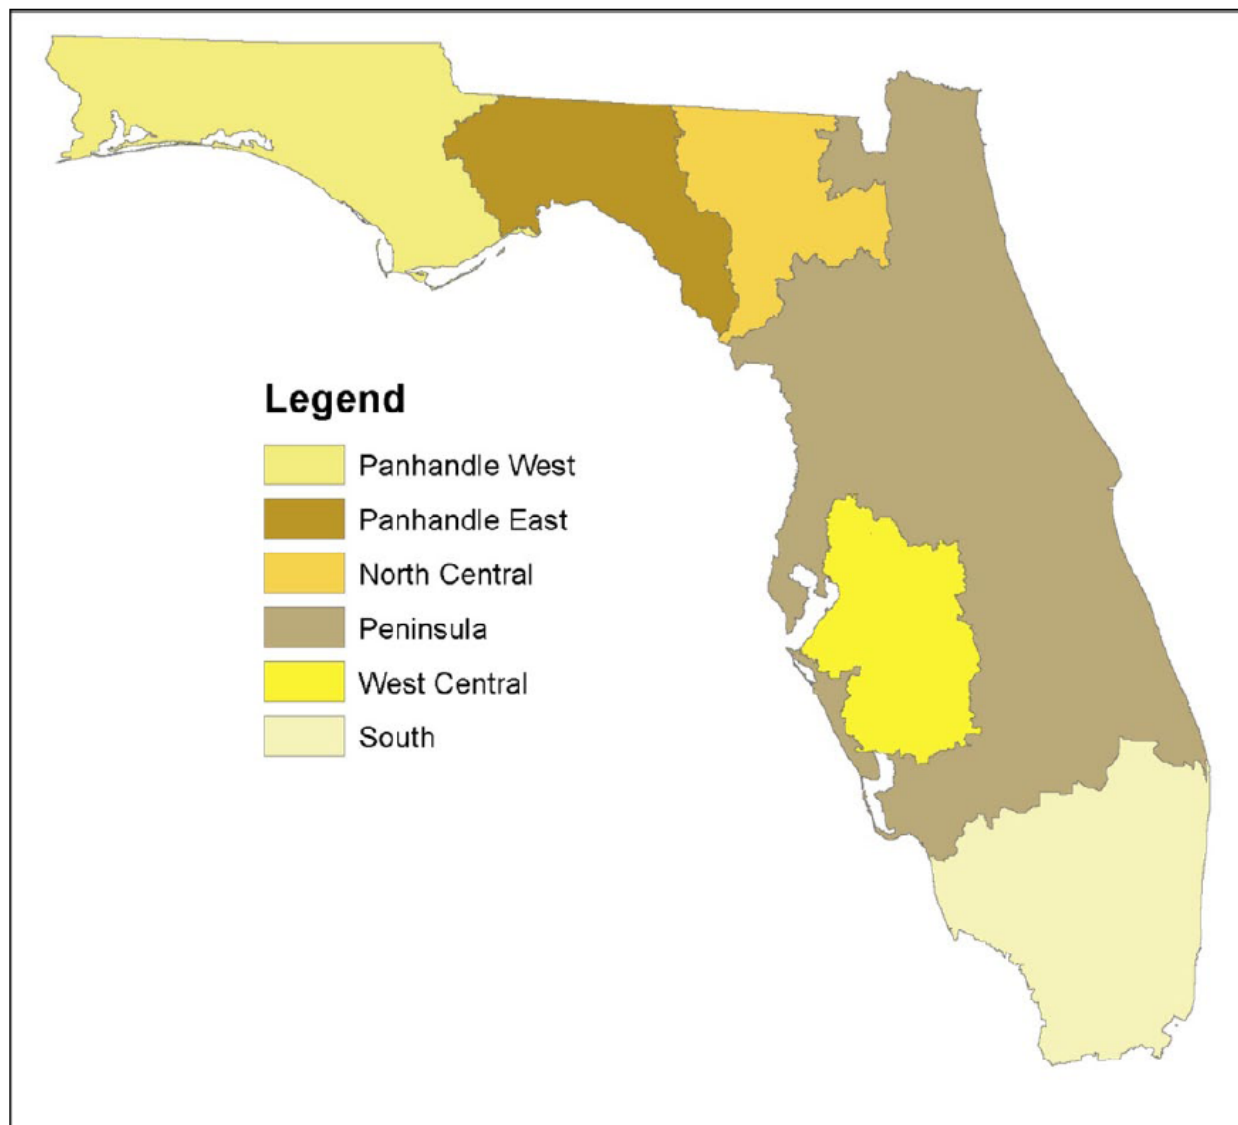 Legend
Panhandle West
Panhandle East
North Central
Peninsula
West Central
South